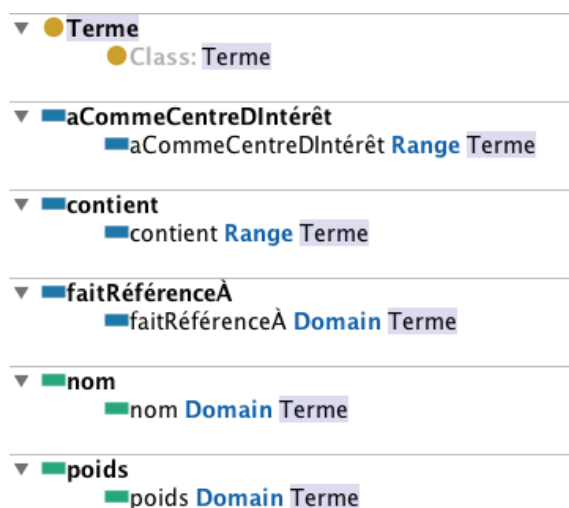 Terme
Class: Terme
aCommeCentreDIntérêt
aCommeCentreDIntérêt Range Terme
contient
contient Range Terme
faitRéférenceÀ
faitRéférenceÀ Domain Terme
nom
nom Domain Terme
poids
poids Domain Terme